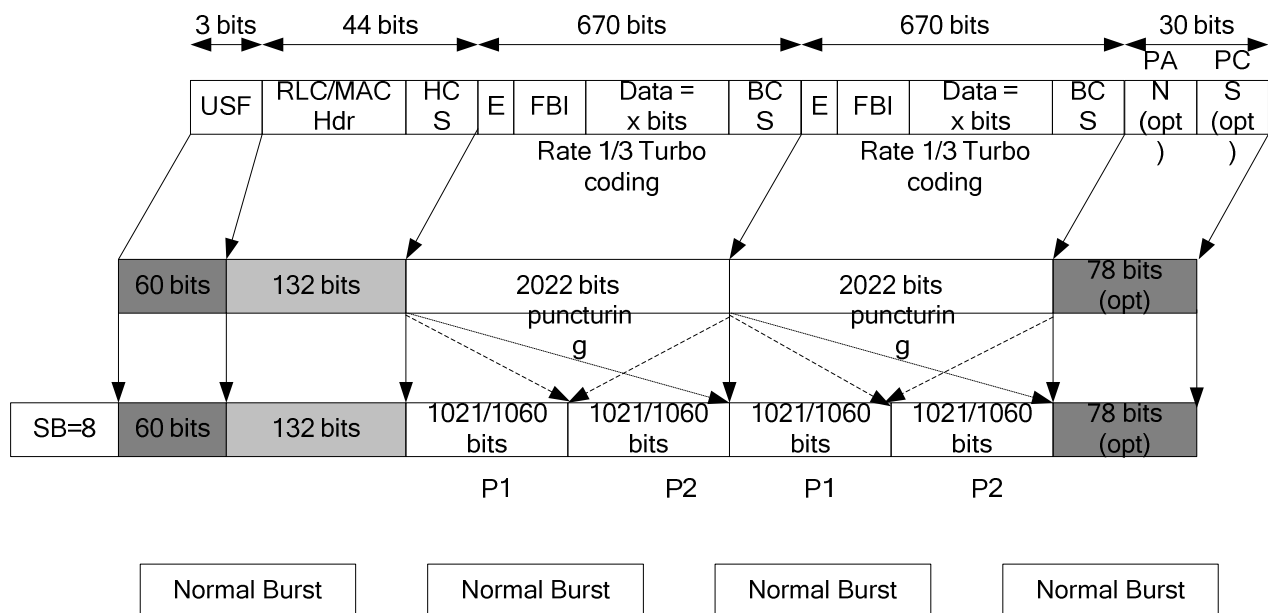 3 bits 44 bits 670 bits 670 bits 30 bits
USF RLC/MAC Hdr HC S E FBI Data = x bits BC S E FBI Data = x bits BC S PA N (opt ) PC S (opt )
Rate 1/3 Turbo coding Rate 1/3 Turbo coding
60 bits 132 bits 2022 bits 2022 bits 78 bits (opt)
puncturin g puncturin g
SB=8 60 bits 132 bits 1021/1060 bits 1021/1060 bits 1021/1060 bits 1021/1060 bits 78 bits (opt)
P1 P2 P1 P2
Normal Burst Normal Burst Normal Burst Normal Burst